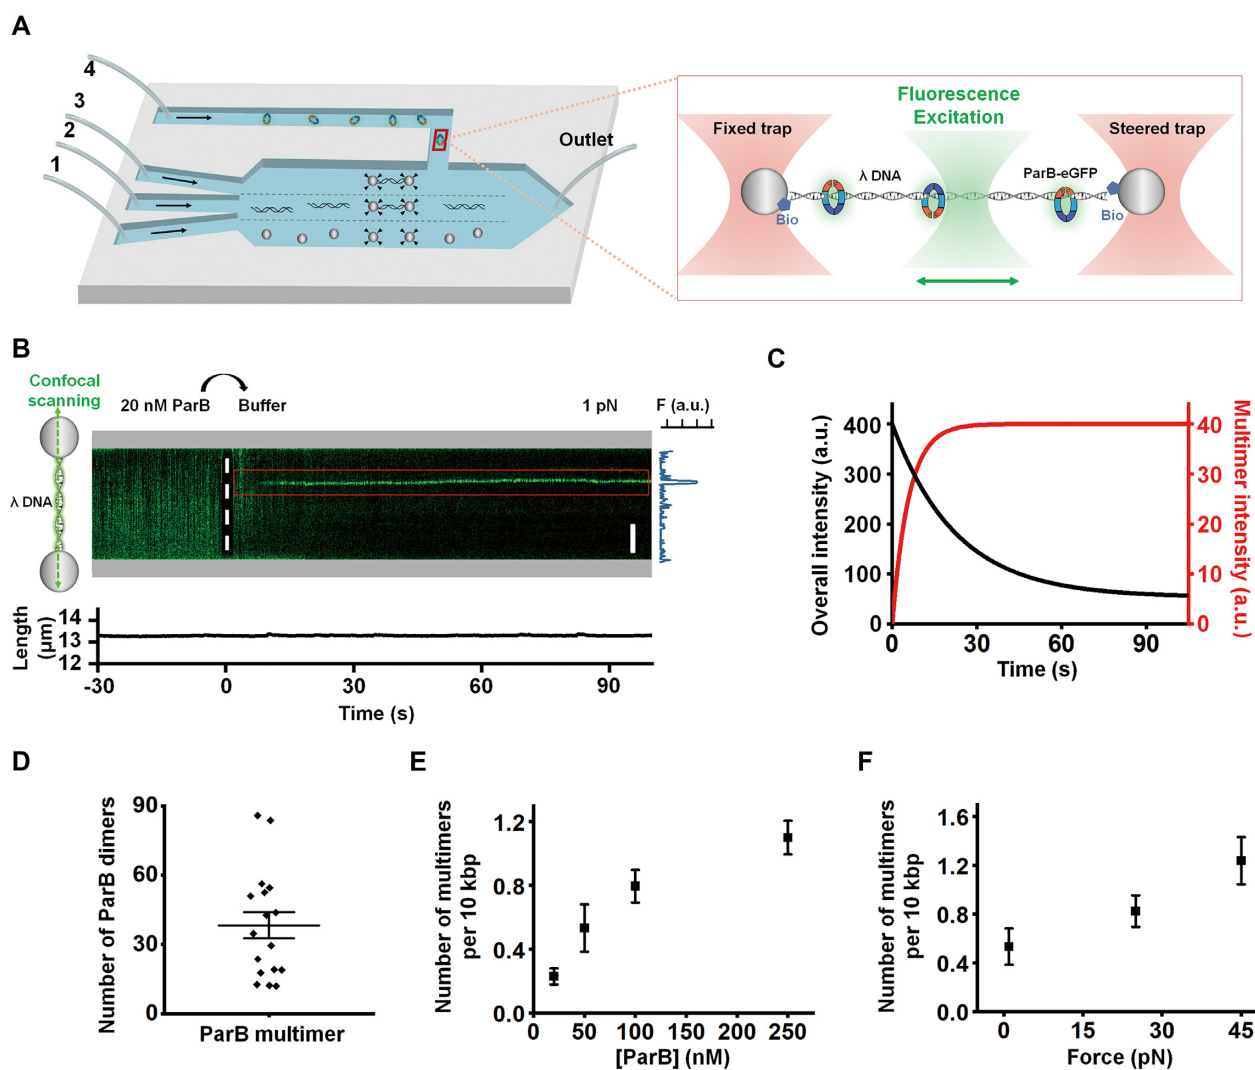 A
4
3
2
1
Outlet
Fluorescence
Excitation
Fixed trap
Steered trap
λ DNA
ParB-eGFP
Bio
Bio
B
Confocal
scanning
20 nM ParB
Buffer
1 pN
F (a.u.)
λ DNA
Length
(μm)
14
13
12
-30
0
30
60
90
Time (s)
C
Overall intensity (a.u.)
400
300
200
100
0
0
30
60
90
Time (s)
40
30
20
10
0
Multimer intensity (a.u.)
D
Number of ParB dimers
90
60
30
0
ParB multimer
E
Number of multimers
per 10 kbp
1.2
0.8
0.4
0.0
0
50
100
150
200
250
[ParB] (nM)
F
Number of multimers
per 10 kbp
1.6
1.2
0.8
0.4
0.0
0
15
30
45
Force (pN)